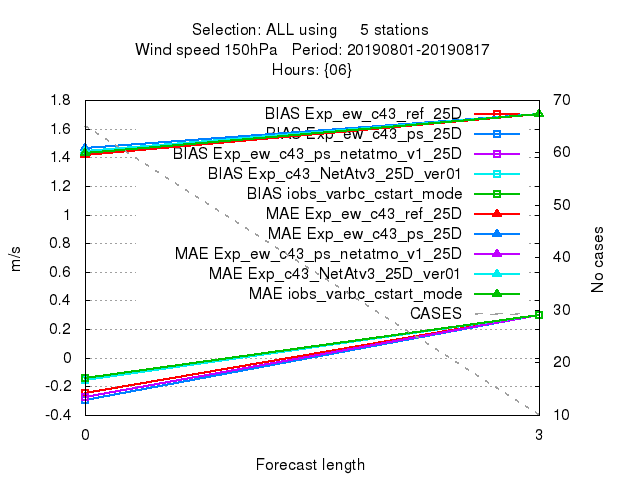 Selection: ALL using 5 stations
Wind speed 150hPa Period: 20190801-20190817
Hours: {06}
1.8
1.6
1.4
1.2
1
0.8
0.6
0.4
0.2
0
-0.2
-0.4
m/s
BIAS Exp_ew_c43_ref_25D
BIAS Exp_ew_c43_ps_25D
BIAS Exp_ew_c43_ps_netatmo_v1_25D
BIAS Exp_c43_NetAtv3_25D_ver01
BIAS iobs_varbc_cstart_mode
MAE Exp_ew_c43_ref_25D
MAE Exp_ew_c43_ps_25D
MAE Exp_ew_c43_ps_netatmo_v1_25D
MAE Exp_c43_NetAtv3_25D_ver01
MAE iobs_varbc_cstart_mode
CASES
70
60
50
40
30
20
10
No cases
0 3
Forecast length